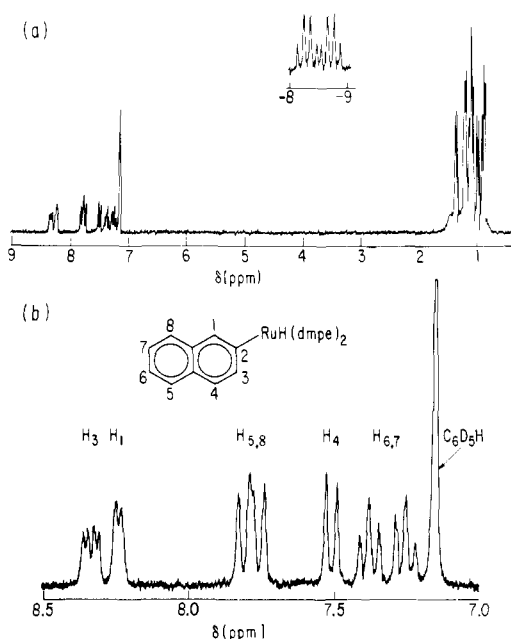 (a)
-8 -9
9 8 7 6 5 4 3 2 1
δ(ppm)
(b)
8 1 RuH(dmpe)2
7 2
6 3
5 4
H3 H1 H5,8 H4 H6,7 C6D5H
8.5 8.0 7.5 7.0
δ[ppm]